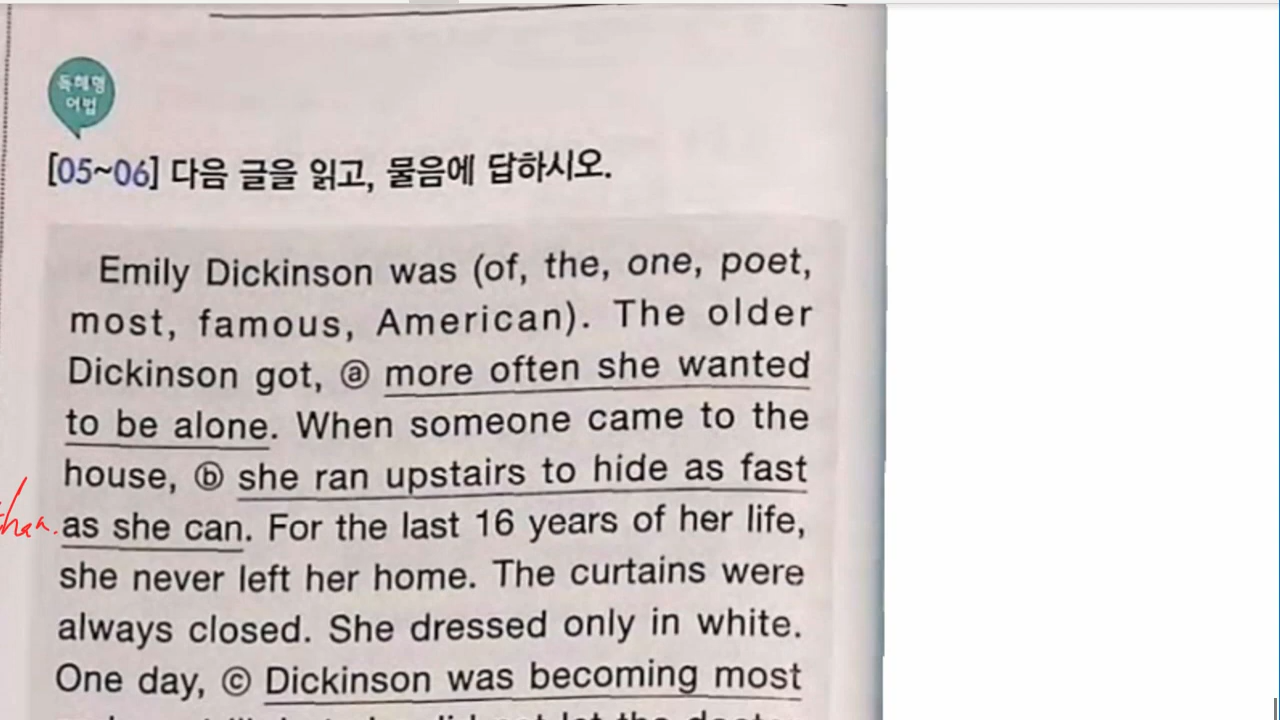 독해형
어법
[05~06] 다음 글을 읽고, 물음에 답하시오.
Emily Dickinson was (of, the, one, poet,
most, famous, American). The older
Dickinson got, ⓐ more often she wanted
to be alone. When someone came to the
house, ⓑ she ran upstairs to hide as fast
than. as she can. For the last 16 years of her life,
she never left her home. The curtains were
always closed. She dressed only in white.
One day, ⓒ Dickinson was becoming most